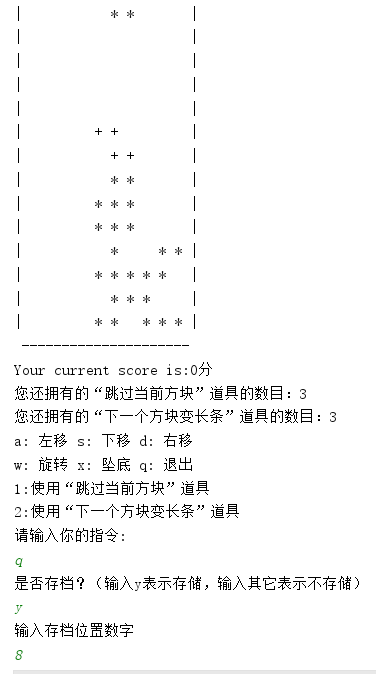 |           * *       |
|                     |
|                     |
|                     |
|                     |
|         + +         |
|           + +       |
|           * *       |
|         * * *       |
|         * * *       |
|           *     * * |
|         * * * * *   |
|           * * *     |
|         * *   * * * |
---------------------
Your current score is:0分
您还拥有的“跳过当前方块”道具的数目：3
您还拥有的“下一个方块变长条”道具的数目：3
a: 左移 s: 下移 d: 右移
w: 旋转 x: 坠底 q: 退出
1:使用“跳过当前方块”道具
2:使用“下一个方块变长条”道具
请输入你的指令:
q
是否存档？（输入y表示存储，输入其它表示不存储）
y
输入存档位置数字
8